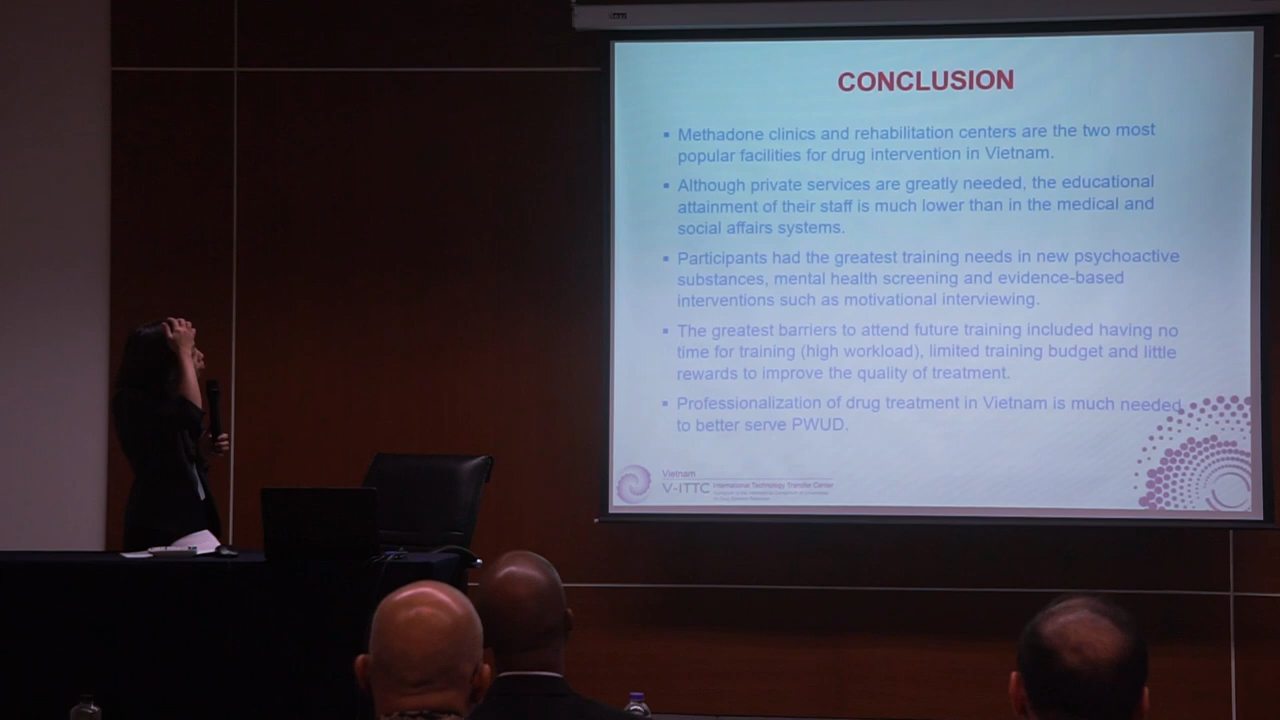 CONCLUSION
▪ Methadone clinics and rehabilitation centers are the two most
popular facilities for drug intervention in Vietnam.
▪ Although private services are greatly needed, the educational
attainment of their staff is much lower than in the medical and
social affairs systems.
▪ Participants had the greatest training needs in new psychoactive
substances, mental health screening and evidence-based
interventions such as motivational interviewing.
▪ The greatest barriers to attend future training included having no
time for training (high workload), limited training budget and little
rewards to improve the quality of treatment.
▪ Professionalization of drug treatment in Vietnam is much needed
to better serve PWUD.
Vietnam
V-ITTC International Technology Transfer Center